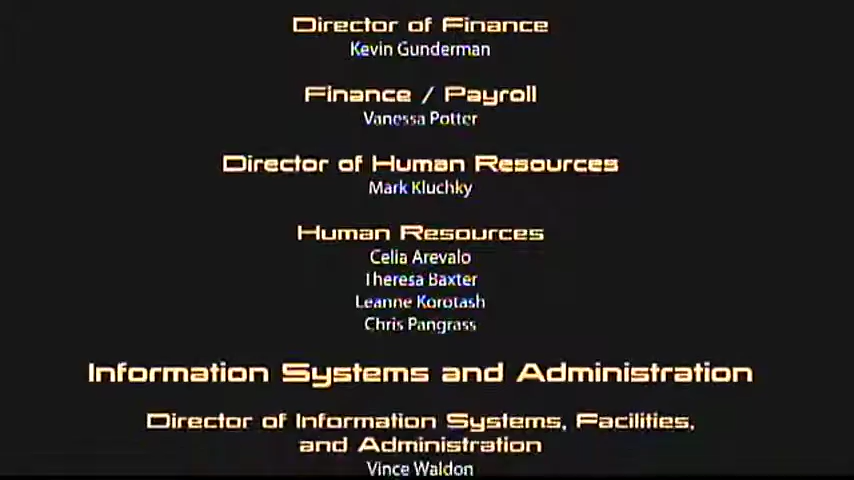 Director of Finance
Kevin Gunderman
Finance / Payroll
Vanessa Potter
Director of Human Resources
Mark Kluchky
Human Resources
Celia Arevalo
Theresa Baxter
Leanne Korotash
Chris Pangrass
Information Systems and Administration
Director of Information Systems, Facilities,
and Administration
Vince Waldon